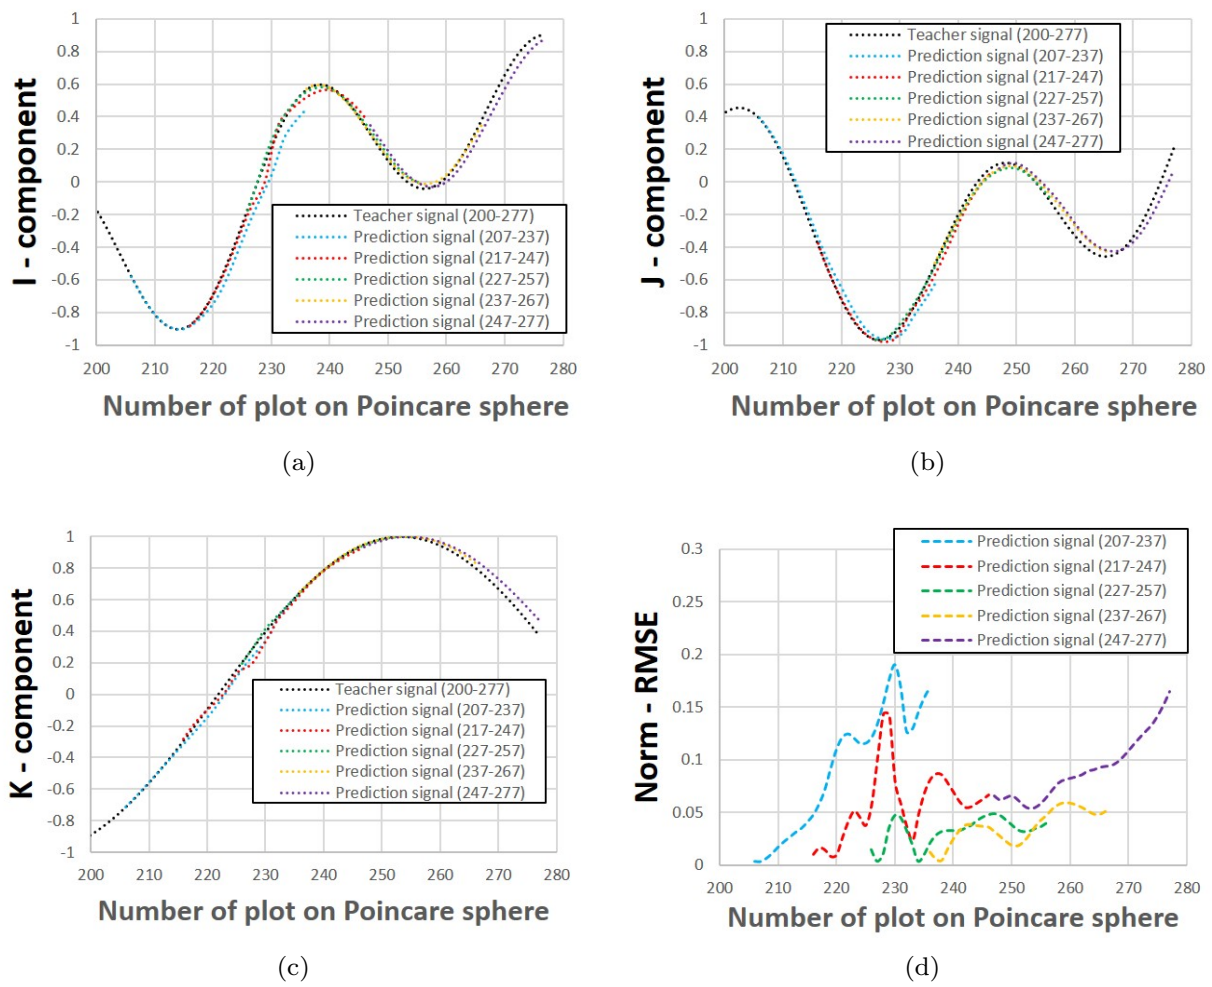 I - component
1
0.8
0.6
0.4
0.2
0
-0.2
-0.4
-0.6
-0.8
-1
Teacher signal (200-277)
Prediction signal (207-237)
Prediction signal (217-247)
Prediction signal (227-257)
Prediction signal (237-267)
Prediction signal (247-277)
200 210 220 230 240 250 260 270 280
Number of plot on Poincare sphere
(a)
J - component
1
0.8
0.6
0.4
0.2
0
-0.2
-0.4
-0.6
-0.8
-1
Teacher signal (200-277)
Prediction signal (207-237)
Prediction signal (217-247)
Prediction signal (227-257)
Prediction signal (237-267)
Prediction signal (247-277)
200 210 220 230 240 250 260 270 280
Number of plot on Poincare sphere
(b)
K - component
1
0.8
0.6
0.4
0.2
0
-0.2
-0.4
-0.6
-0.8
-1
Teacher signal (200-277)
Prediction signal (207-237)
Prediction signal (217-247)
Prediction signal (227-257)
Prediction signal (237-267)
Prediction signal (247-277)
200 210 220 230 240 250 260 270 280
Number of plot on Poincare sphere
(c)
Norm - RMSE
0.3
0.25
0.2
0.15
0.1
0.05
0
Prediction signal (207-237)
Prediction signal (217-247)
Prediction signal (227-257)
Prediction signal (237-267)
Prediction signal (247-277)
200 210 220 230 240 250 260 270 280
Number of plot on Poincare sphere
(d)